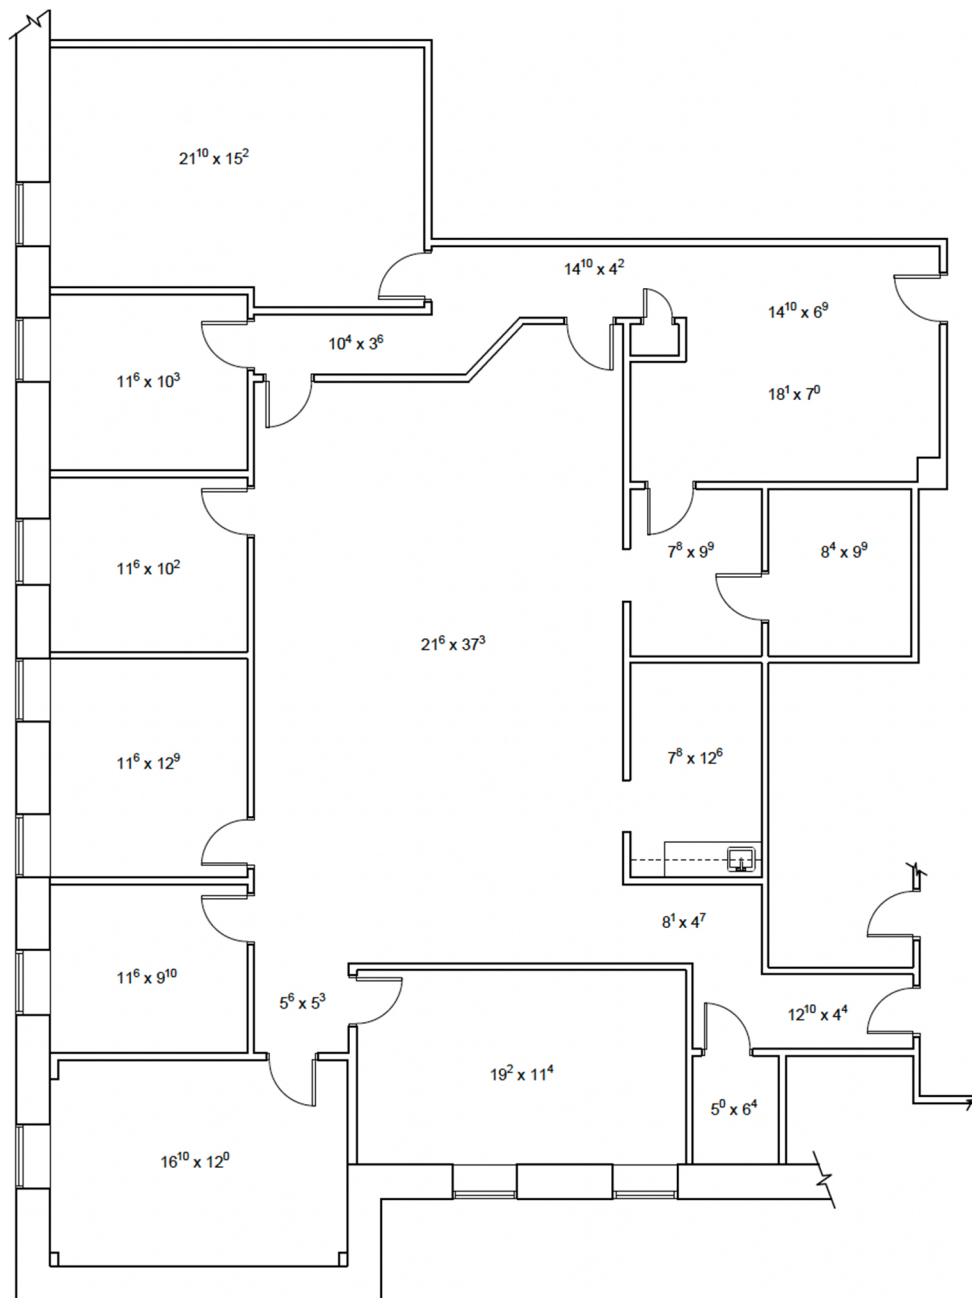 21¹⁰ x 15²
14¹⁰ x 4²
14¹⁰ x 6⁹
10⁴ x 3⁶
11⁶ x 10³
18¹ x 7⁰
7⁸ x 9⁹
8⁴ x 9⁹
11⁶ x 10²
21⁶ x 37³
11⁶ x 12⁹
7⁸ x 12⁶
8¹ x 4⁷
11⁶ x 9¹⁰
5⁶ x 5³
12¹⁰ x 4⁴
19² x 11⁴
5⁰ x 6⁴
16¹⁰ x 12⁰